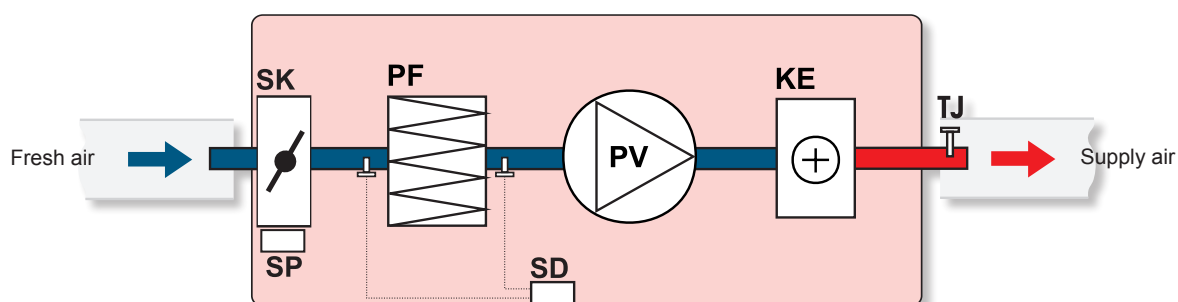 SK
PF
KE
TJ
Fresh air
PV
Supply air
SP
SD